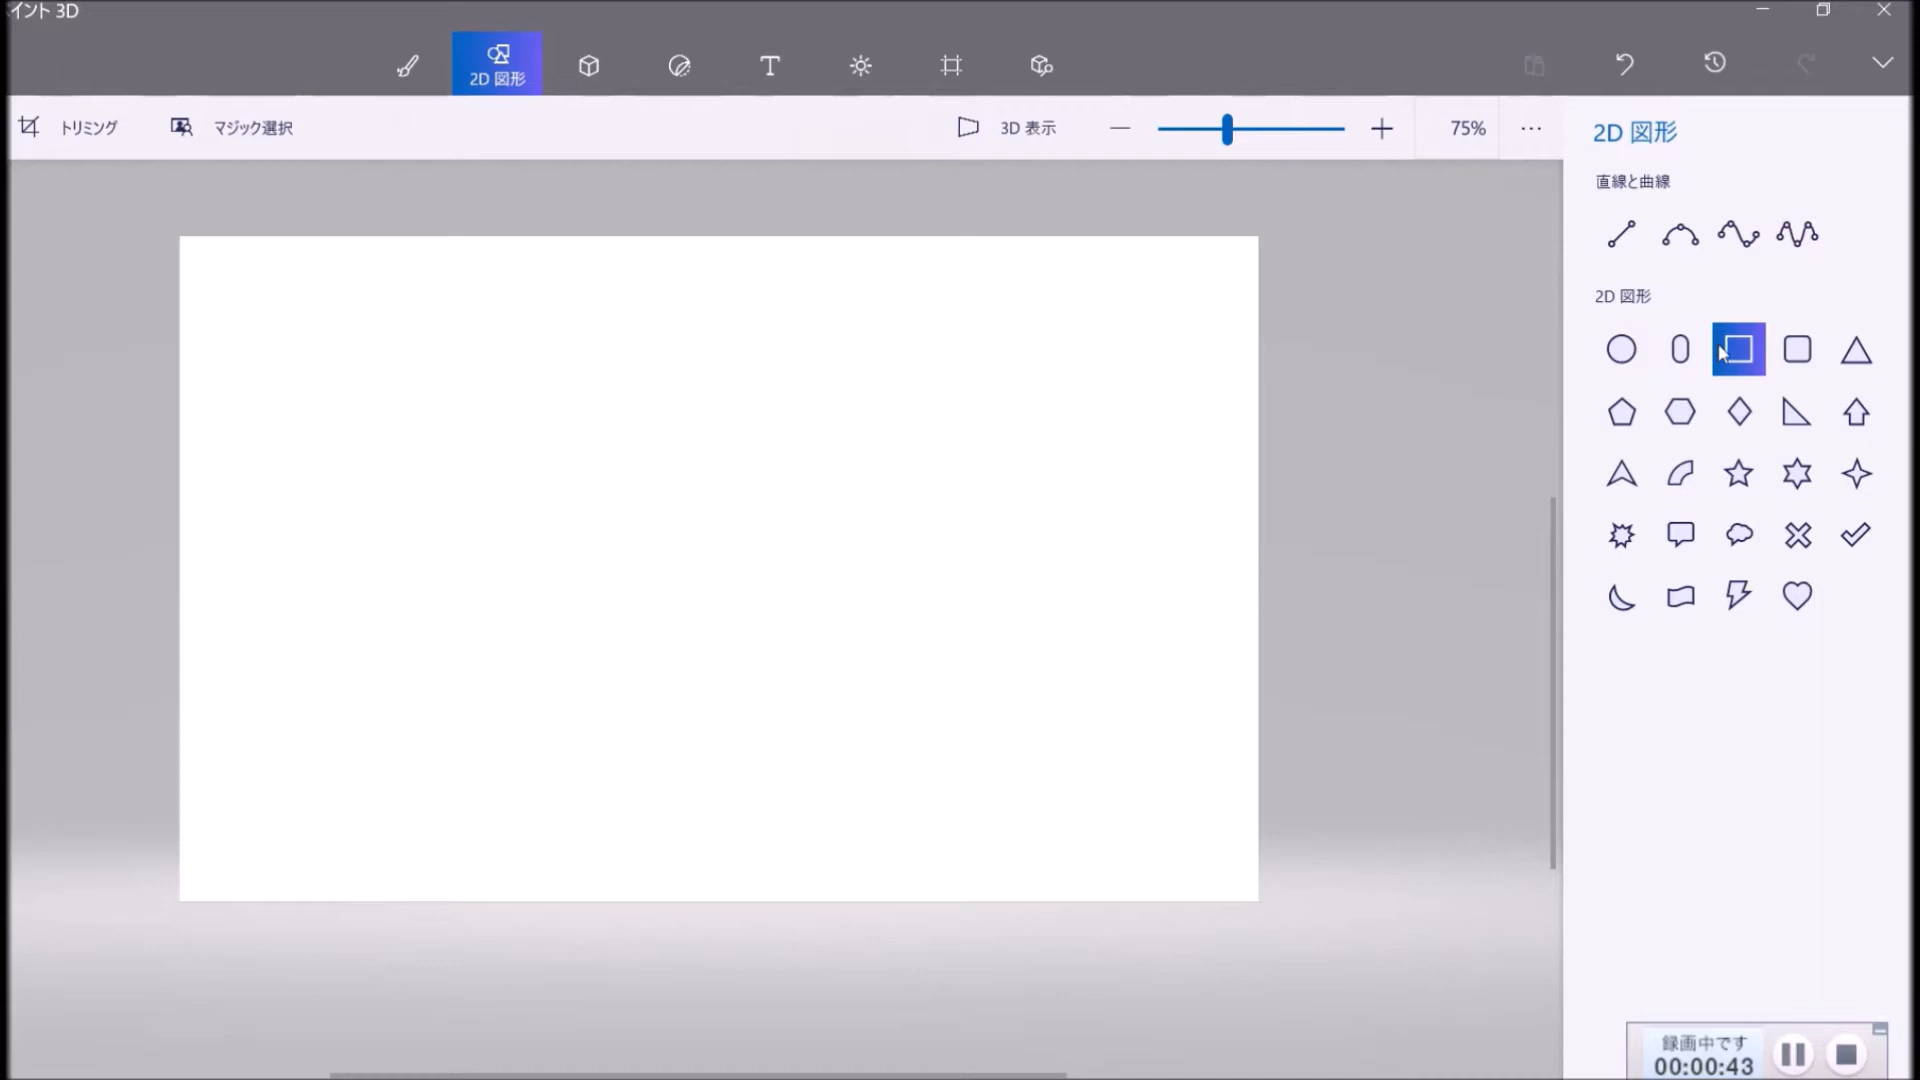 イント 3D
2D 図形
トリミング
マジック選択
3D 表示
75%
2D 図形
直線と曲線
2D 図形
録画中です
00:00:43